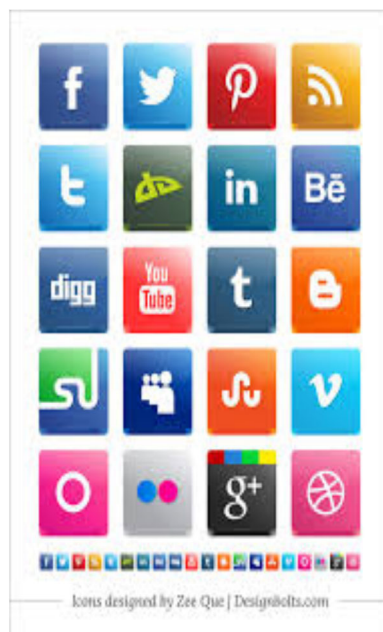 f
t in Bē
digg You Tube t B
su v
g+
Icons designed by Zee Que | Designbolts.com